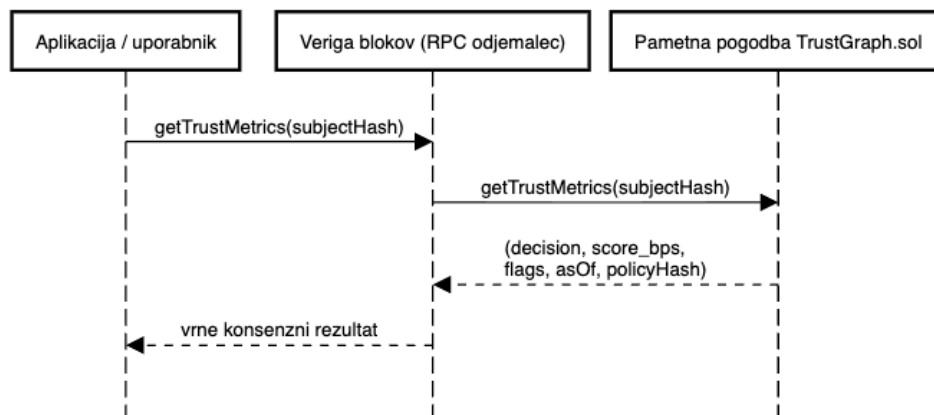 Aplikacija / uporabnik
Veriga blokov (RPC odjemalec)
Pametna pogodba TrustGraph.sol
getTrustMetrics(subjectHash)
getTrustMetrics(subjectHash)
(decision, score_bps,
flags, asOf, policyHash)
vrne konsenzni rezultat